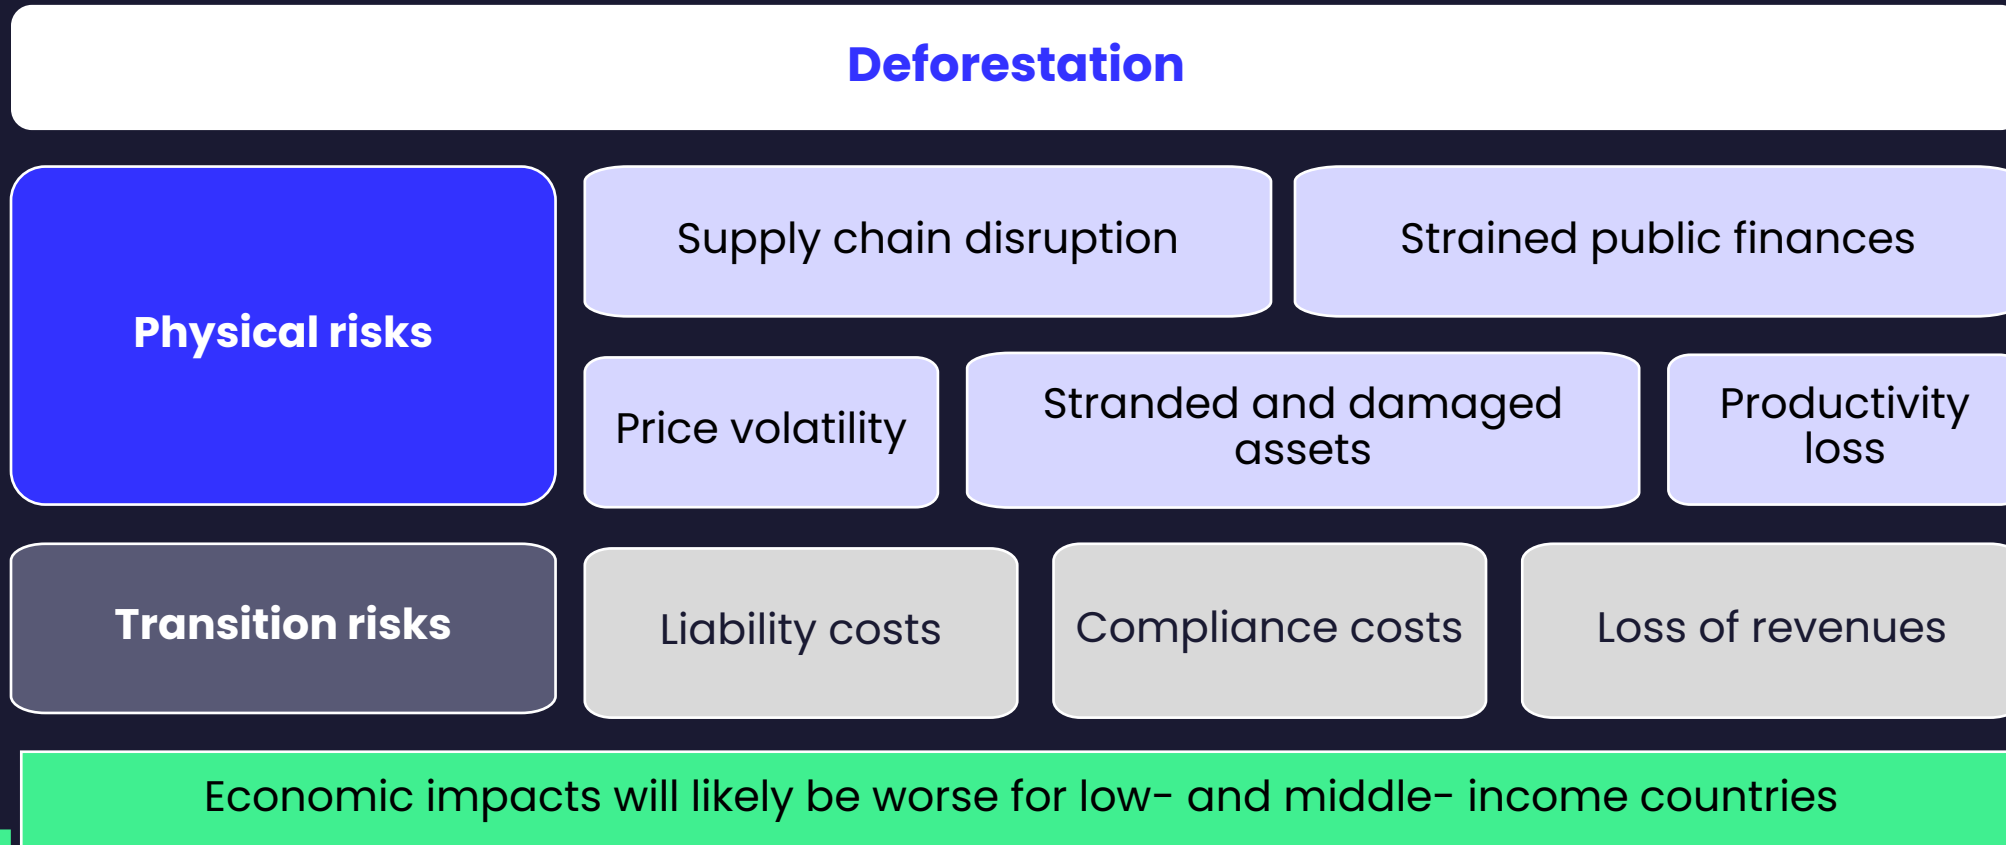 Deforestation
Physical risks
Supply chain disruption
Strained public finances
Price volatility
Stranded and damaged
assets
Productivity
loss
Transition risks
Liability costs
Compliance costs
Loss of revenues
Economic impacts will likely be worse for low- and middle- income countries